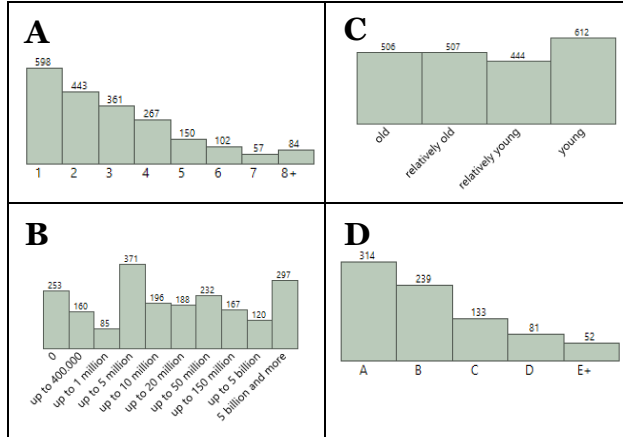 A
598
443
361
267
150
102
57
84
1 2 3 4 5 6 7 8+
C
506
507
444
612
old
relatively old
relatively young
young
B
253
160
85
371
196
188
232
167
120
297
0
up to 400.000
up to 1 million
up to 5 million
up to 10 million
up to 20 million
up to 50 million
up to 150 million
up to 5 billion
5 billion and more
D
314
239
133
81
52
A B C D E+